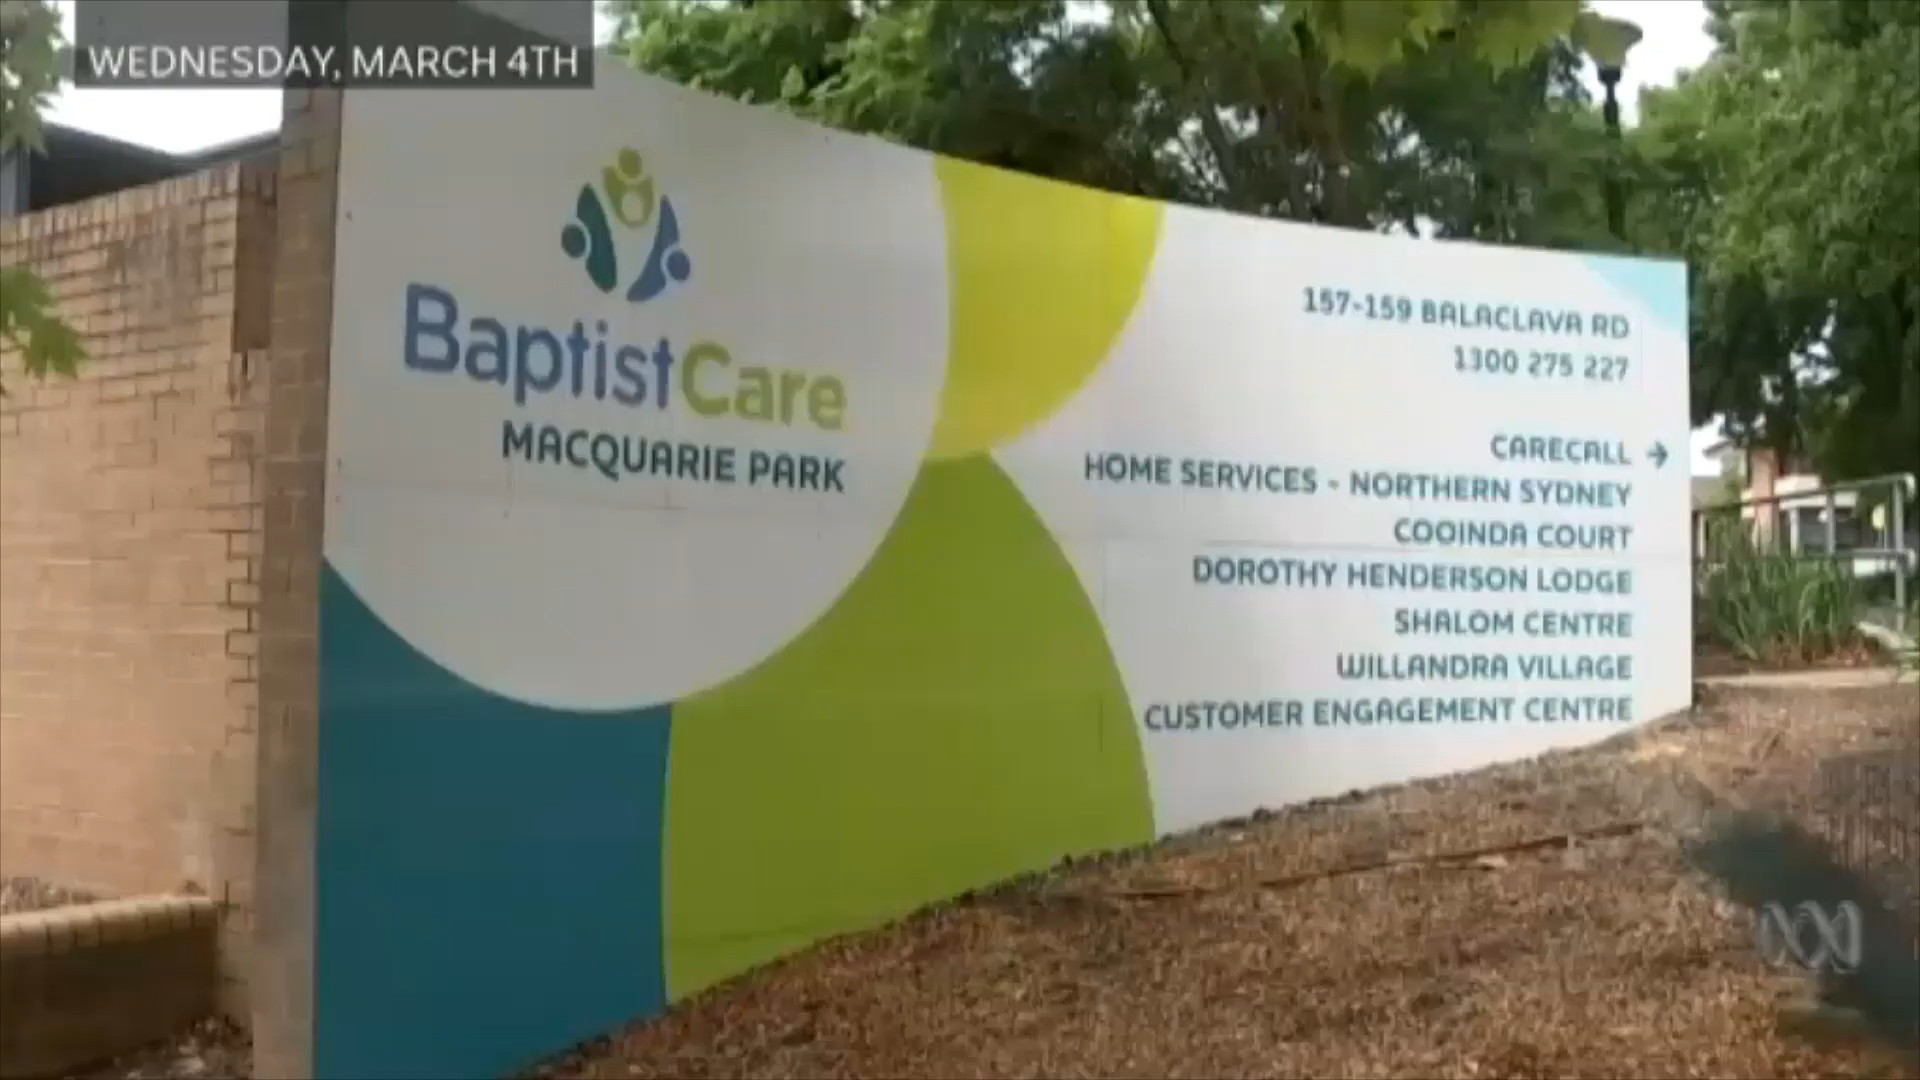 WEDNESDAY, MARCH 4TH
BaptistCare
MACQUARIE PARK
157-159 BALACLAVA RD
1300 275 227
CARECALL →
HOME SERVICES - NORTHERN SYDNEY
COOINDA COURT
DOROTHY HENDERSON LODGE
SHALOM CENTRE
WILLANDRA VILLAGE
CUSTOMER ENGAGEMENT CENTRE